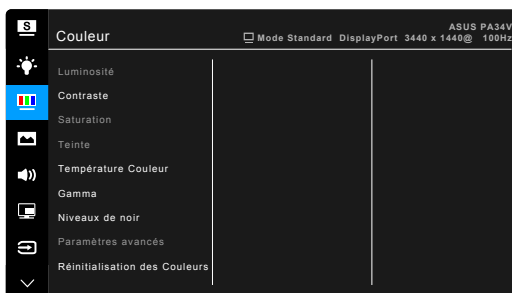 S
ASUS PA34V
Couleur
Mode Standard DisplayPort 3440 x 1440@ 100Hz
Luminosité
Contraste
Saturation
Teinte
Température Couleur
Gamma
Niveaux de noir
Paramètres avancés
Réinitialisation des Couleurs